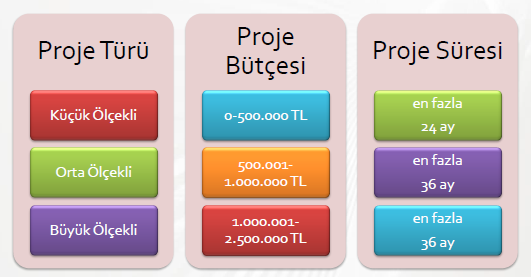 Proje Türü
Küçük Ölçekli
Orta Ölçekli
Büyük Ölçekli
Proje
Bütçesi
0-500.000 TL
500.001-
1.000.000 TL
1.000.001-
2.500.000 TL
Proje Süresi
en fazla
24 ay
en fazla
36 ay
en fazla
36 ay